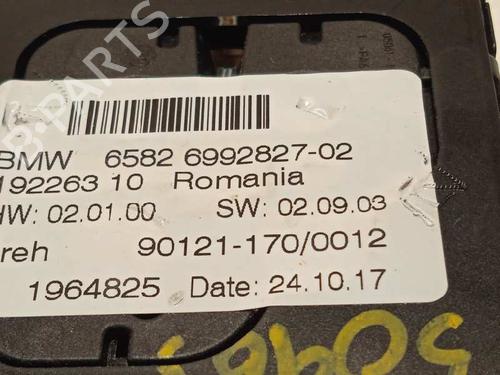 BMW 6582 6992827-02
192263 10 Romania
HW: 02.01.00 SW: 02.09.03
reh 90121-170/0012
1964825 Date: 24.10.17
B-PARTS